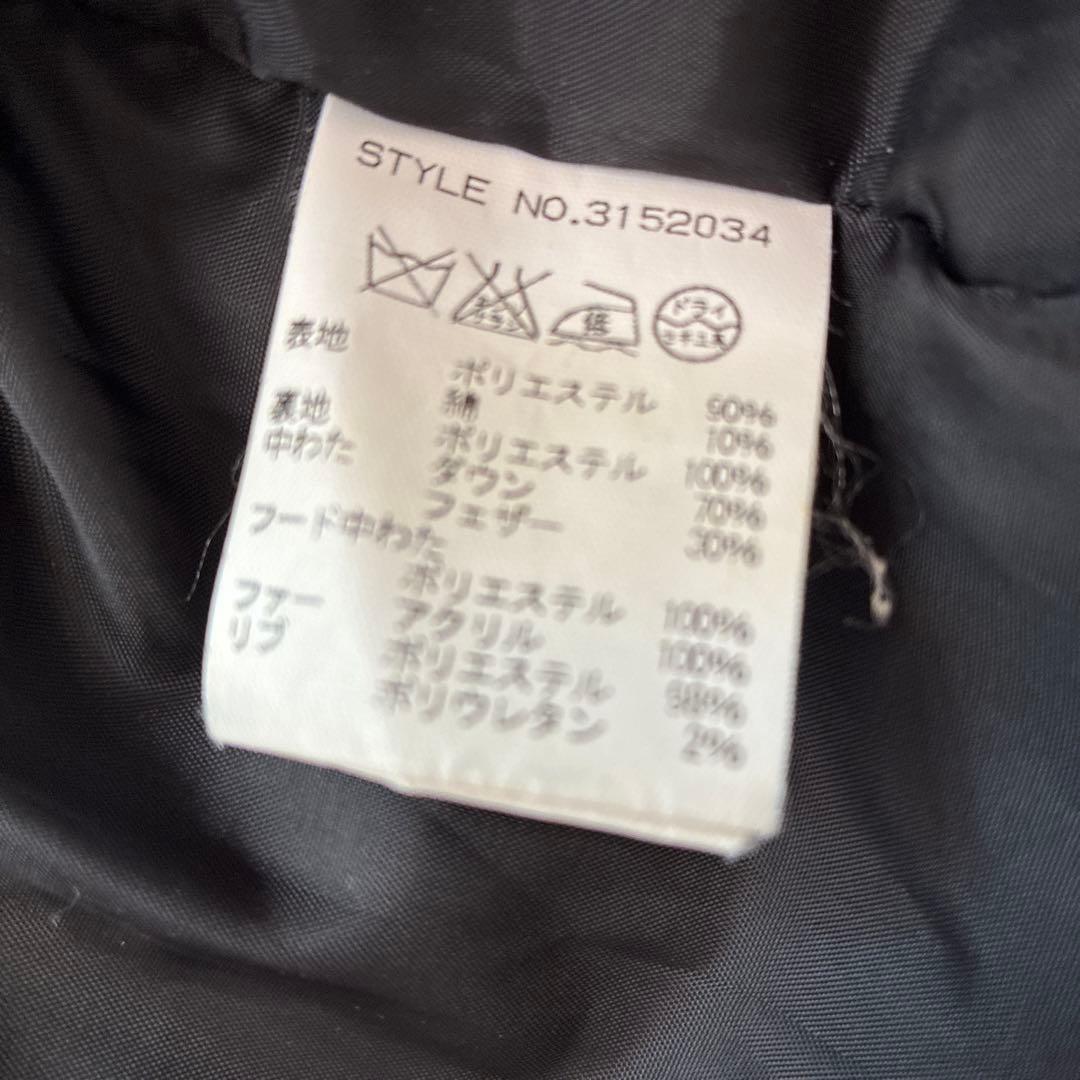 STYLE NO.3152034
低 ドライ
表地 ポリエステル 90%
綿 10%
裏地 ポリエステル 100%
中わた ダウン 70%
フェザー 30%
フード中わた
ポリエステル 100%
ファー アクリル 100%
リブ ポリエステル 98%
ポリウレタン 2%